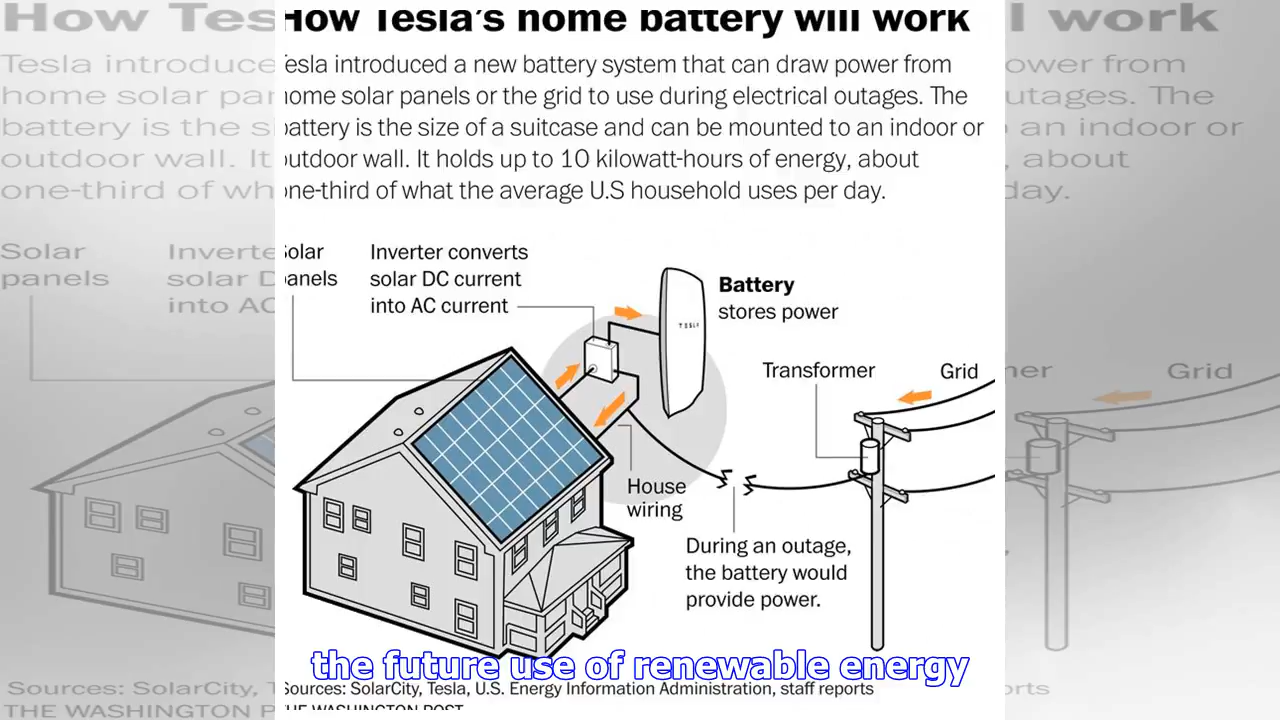 How Tesla's home battery will work
Tesla introduced a new battery system that can draw power from
home solar panels or the grid to use during electrical outages. The
battery is the size of a suitcase and can be mounted to an indoor or
outdoor wall. It holds up to 10 kilowatt-hours of energy, about
one-third of what the average U.S household uses per day.
Solar
panels
Inverter converts
solar DC current
into AC current
Battery
stores power
TESLA
Transformer
Grid
House
wiring
During an outage,
the battery would
provide power.
the future use of renewable energy
Sources: SolarCity, Tesla, U.S. Energy Information Administration, staff reports
THE WASHINGTON POST